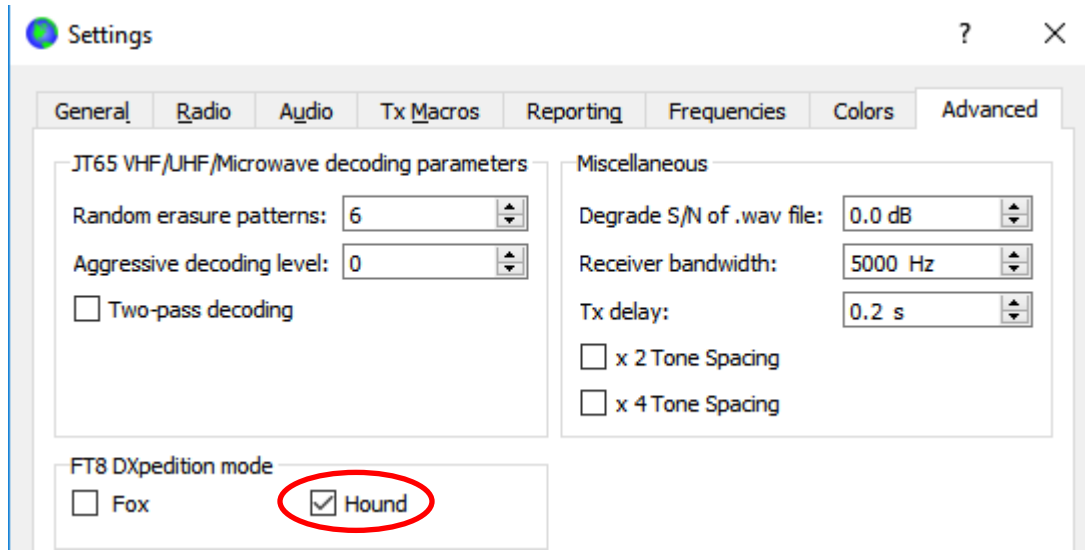 Settings ?
General Radio Audio Tx Macros Reporting Frequencies Colors Advanced
JT65 VHF/UHF/Microwave decoding parameters
Random erasure patterns: 6
Aggressive decoding level: 0
Two-pass decoding
Miscellaneous
Degrade S/N of .wav file: 0.0 dB
Receiver bandwidth: 5000 Hz
Tx delay: 0.2 s
x 2 Tone Spacing
x 4 Tone Spacing
FT8 DXpedition mode
Fox Hound